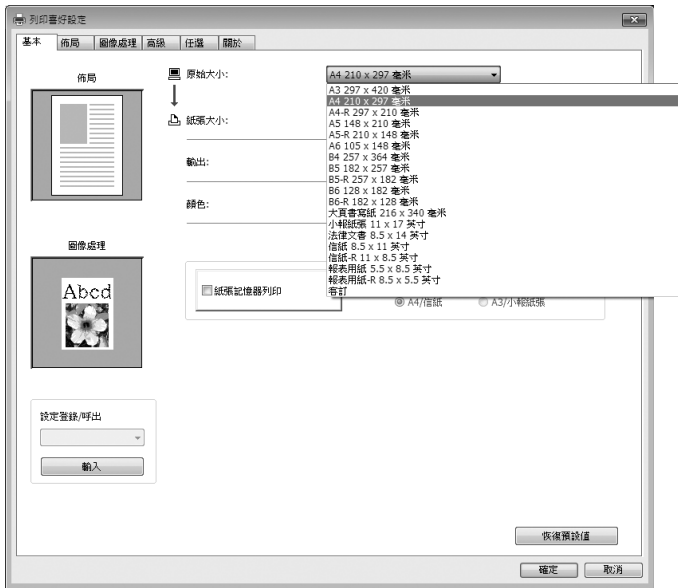 列印喜好設定
基本 佈局 圖像處理 高級 任選 關於
佈局
原始大小:
A4 210 x 297 毫米
A3 297 x 420 毫米
A4 210 x 297 毫米
A4-R 297 x 210 毫米
A5 148 x 210 毫米
A5-R 210 x 148 毫米
A6 105 x 148 毫米
B4 257 x 364 毫米
B5 182 x 257 毫米
B5-R 257 x 182 毫米
B6 128 x 182 毫米
B6-R 182 x 128 毫米
大頁書寫紙 216 x 340 毫米
小報紙張 11 x 17 英寸
法律文書 8.5 x 14 英寸
信紙 8.5 x 11 英寸
信紙-R 11 x 8.5 英寸
報表用紙 5.5 x 8.5 英寸
報表用紙-R 8.5 x 5.5 英寸
客訂
紙張大小:
輸出:
顏色:
圖像處理
Abcd
紙張記憶器列印
A4/信紙 A3/小報紙張
設定登錄/呼出
輸入
恢復預設值
確定 取消